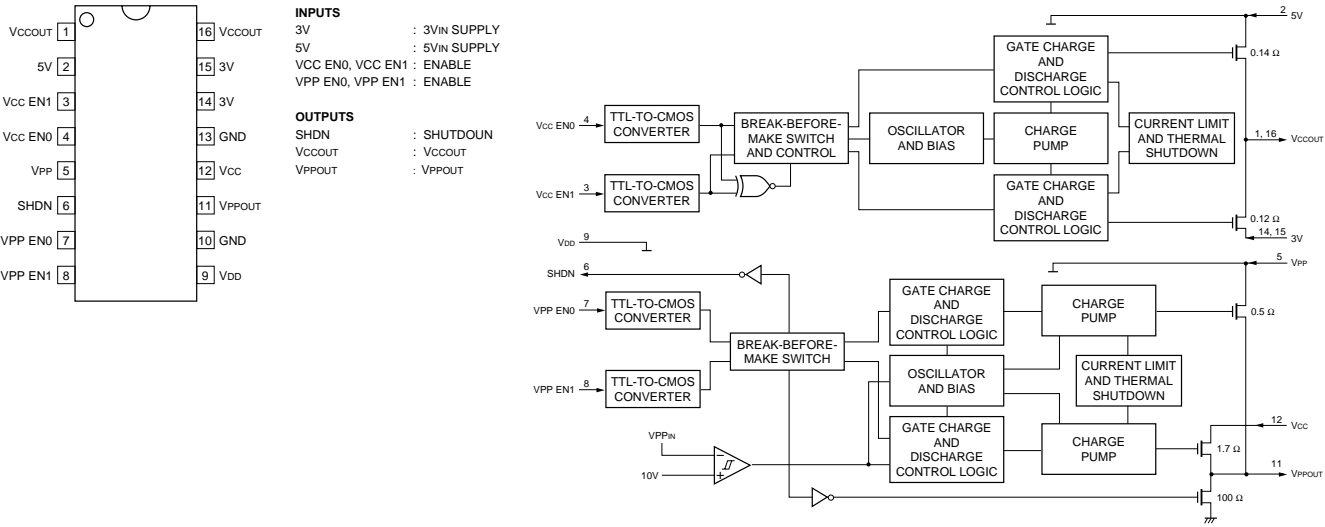 VCCOUT 1
5V 2
VCC EN1 3
VCC EN0 4
VPP 5
SHDN 6
VPP EN0 7
VPP EN1 8
16 VCCOUT
15 3V
14 3V
13 GND
12 VCC
11 VPPOUT
10 GND
9 VDD
INPUTS
3V : 3VIN SUPPLY
5V : 5VIN SUPPLY
VCC EN0, VCC EN1 : ENABLE
VPP EN0, VPP EN1 : ENABLE
OUTPUTS
SHDN : SHUTDOUN
VCCOUT : VCCOUT
VPPOUT : VPPOUT
2 5V
GATE CHARGE
AND
DISCHARGE
CONTROL LOGIC
0.14 Ω
VCC EN0 4
TTL-TO-CMOS
CONVERTER
BREAK-BEFORE-
MAKE SWITCH
AND CONTROL
OSCILLATOR
AND BIAS
CHARGE
PUMP
CURRENT LIMIT
AND THERMAL
SHUTDOWN
1, 16 VCCOUT
VCC EN1 3
TTL-TO-CMOS
CONVERTER
GATE CHARGE
AND
DISCHARGE
CONTROL LOGIC
0.12 Ω
14, 15 3V
VDD 9
SHDN 6
5 VPP
VPP EN0 7
TTL-TO-CMOS
CONVERTER
GATE CHARGE
AND
DISCHARGE
CONTROL LOGIC
CHARGE
PUMP
0.5 Ω
BREAK-BEFORE-
MAKE SWITCH
OSCILLATOR
AND BIAS
CURRENT LIMIT
AND THERMAL
SHUTDOWN
VPP EN1 8
TTL-TO-CMOS
CONVERTER
GATE CHARGE
AND
DISCHARGE
CONTROL LOGIC
CHARGE
PUMP
12 VCC
1.7 Ω
VPPIN
−
10V
+
11 VPPOUT
100 Ω